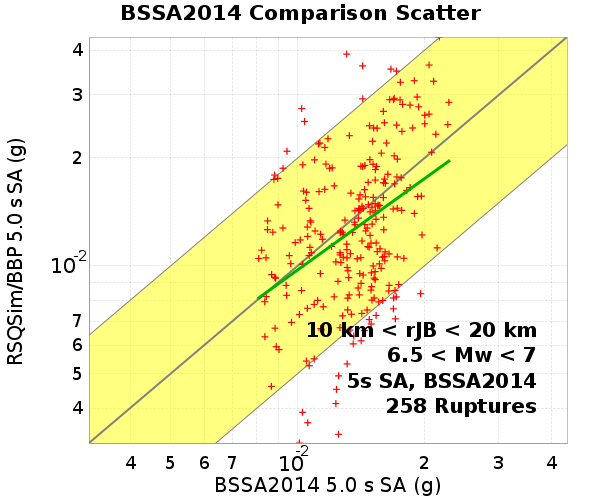 BSSA2014 Comparison Scatter
RSQSim/BBP 5.0 s SA (g)
4
3
2
10-2
7
6
5
4
10 km < rJB < 20 km
6.5 < Mw < 7
5s SA, BSSA2014
258 Ruptures
4 5 6 7 10-2 2 3 4
BSSA2014 5.0 s SA (g)